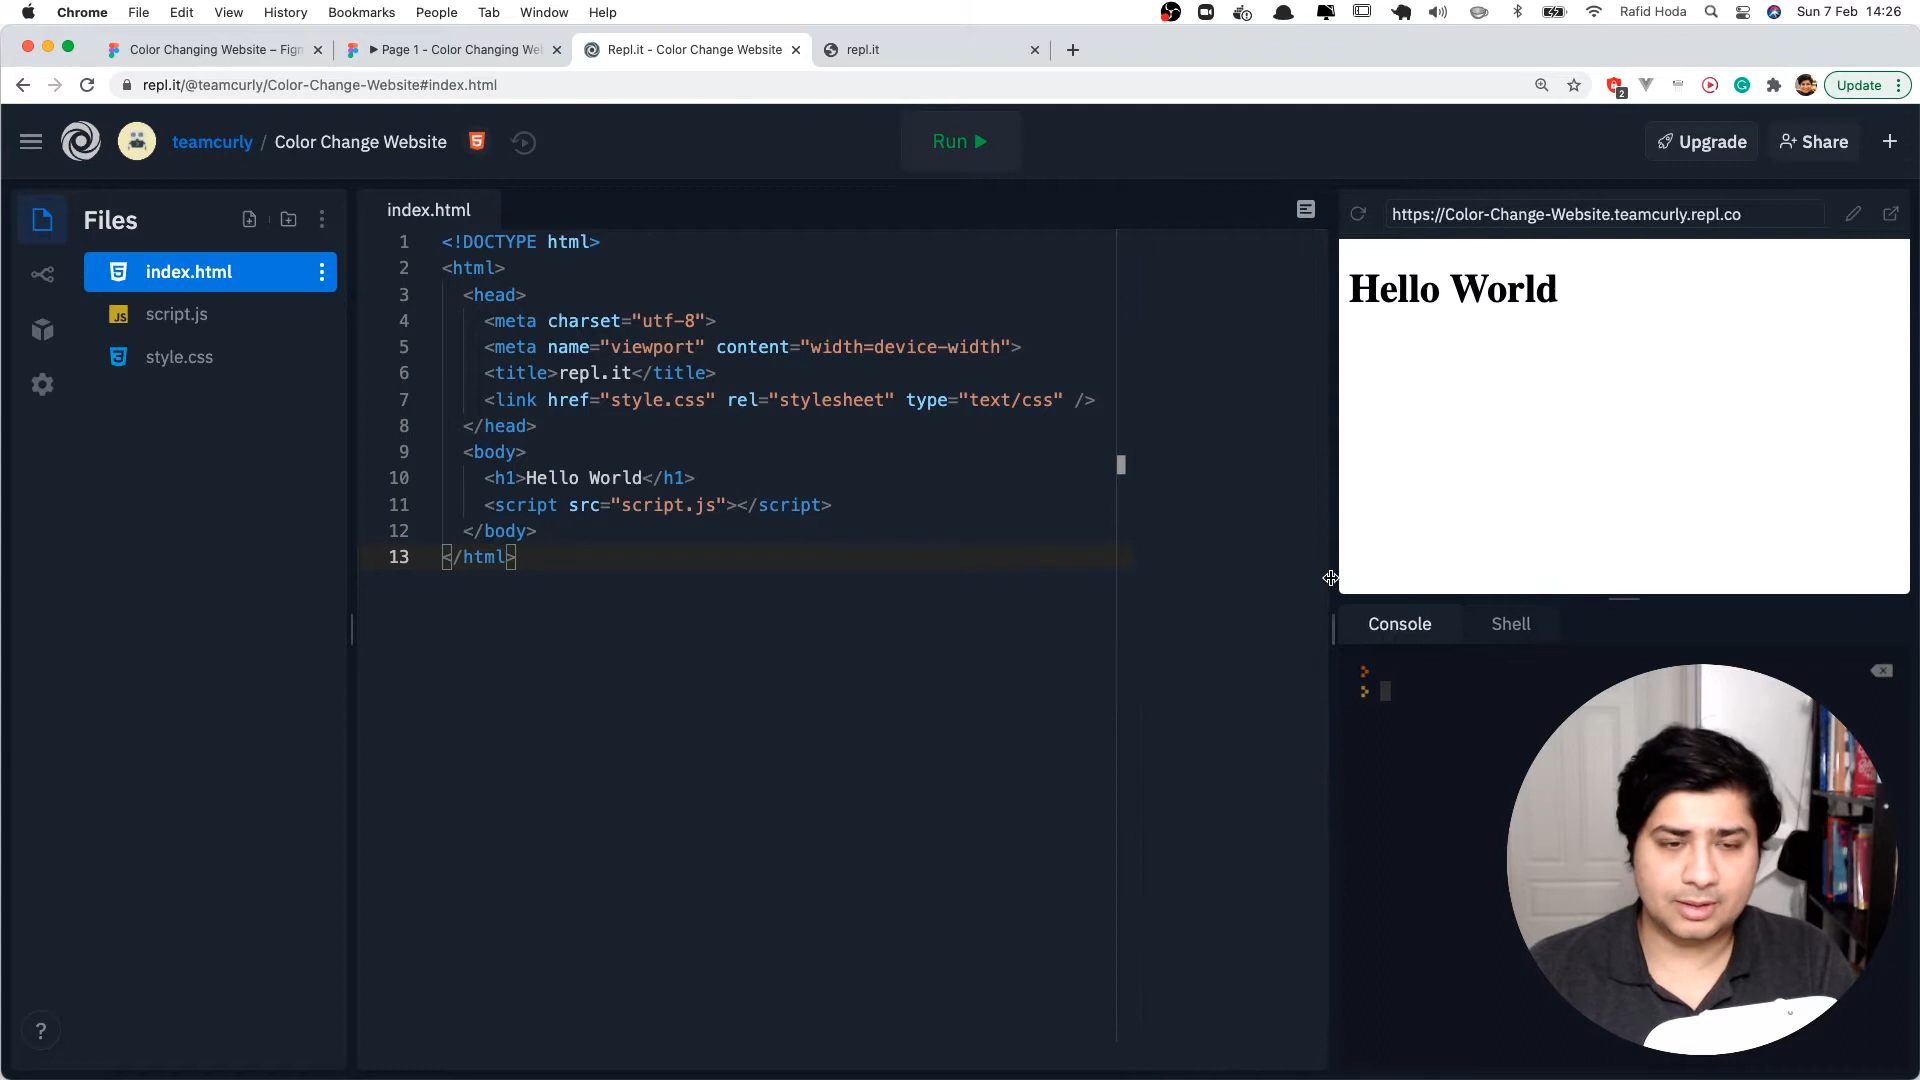 Chrome File Edit View History Bookmarks People Tab Window Help Rafid Hoda Sun 7 Feb 14:26
Color Changing Website – Figm Page 1 - Color Changing Web Repl.it - Color Change Website repl.it
repl.it/@teamcurly/Color-Change-Website#index.html 2 Update
teamcurly / Color Change Website Run Upgrade Share
Files
index.html
script.js
style.css
index.html
1 <!DOCTYPE html>
2 <html>
3 <head>
4 <meta charset="utf-8">
5 <meta name="viewport" content="width=device-width">
6 <title>repl.it</title>
7 <link href="style.css" rel="stylesheet" type="text/css" />
8 </head>
9 <body>
10 <h1>Hello World</h1>
11 <script src="script.js"></script>
12 </body>
13 </html>
https://Color-Change-Website.teamcurly.repl.co
Hello World
Console Shell
?